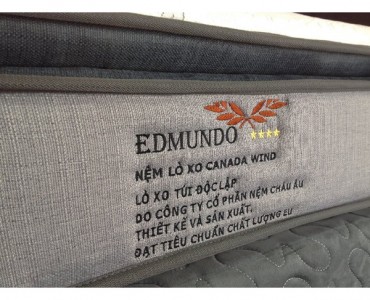 EDMUNDO ****
NỆM LÒ XO CANADA WIND
LÒ XO TÚI ĐỘC LẬP
DO CÔNG TY CỔ PHẦN NỆM CHÂU ÂU
THIẾT KẾ VÀ SẢN XUẤT.
ĐẠT TIÊU CHUẨN CHẤT LƯỢNG EU